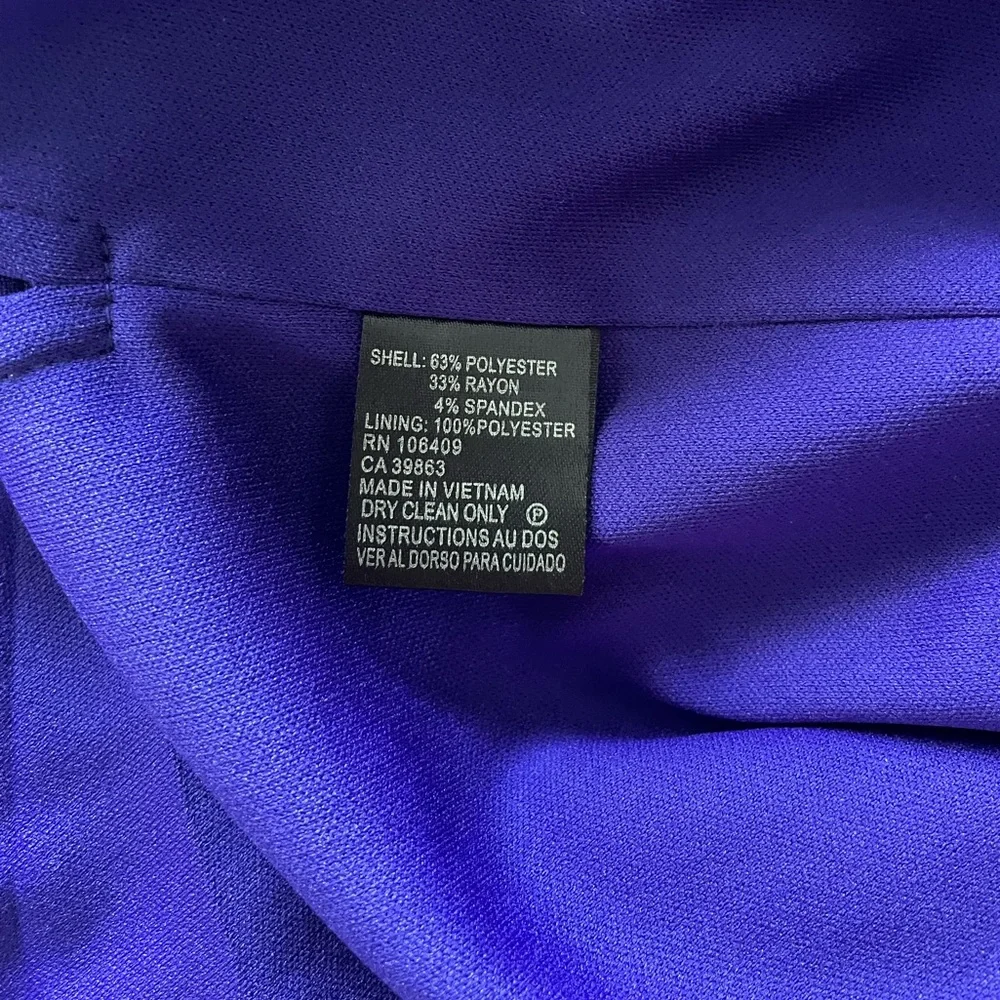 SHELL: 63% POLYESTER
33% RAYON
4% SPANDEX
LINING: 100%POLYESTER
RN 106409
CA 39863
MADE IN VIETNAM
DRY CLEAN ONLY Ⓟ
INSTRUCTIONS AU DOS
VER AL DORSO PARA CUIDADO